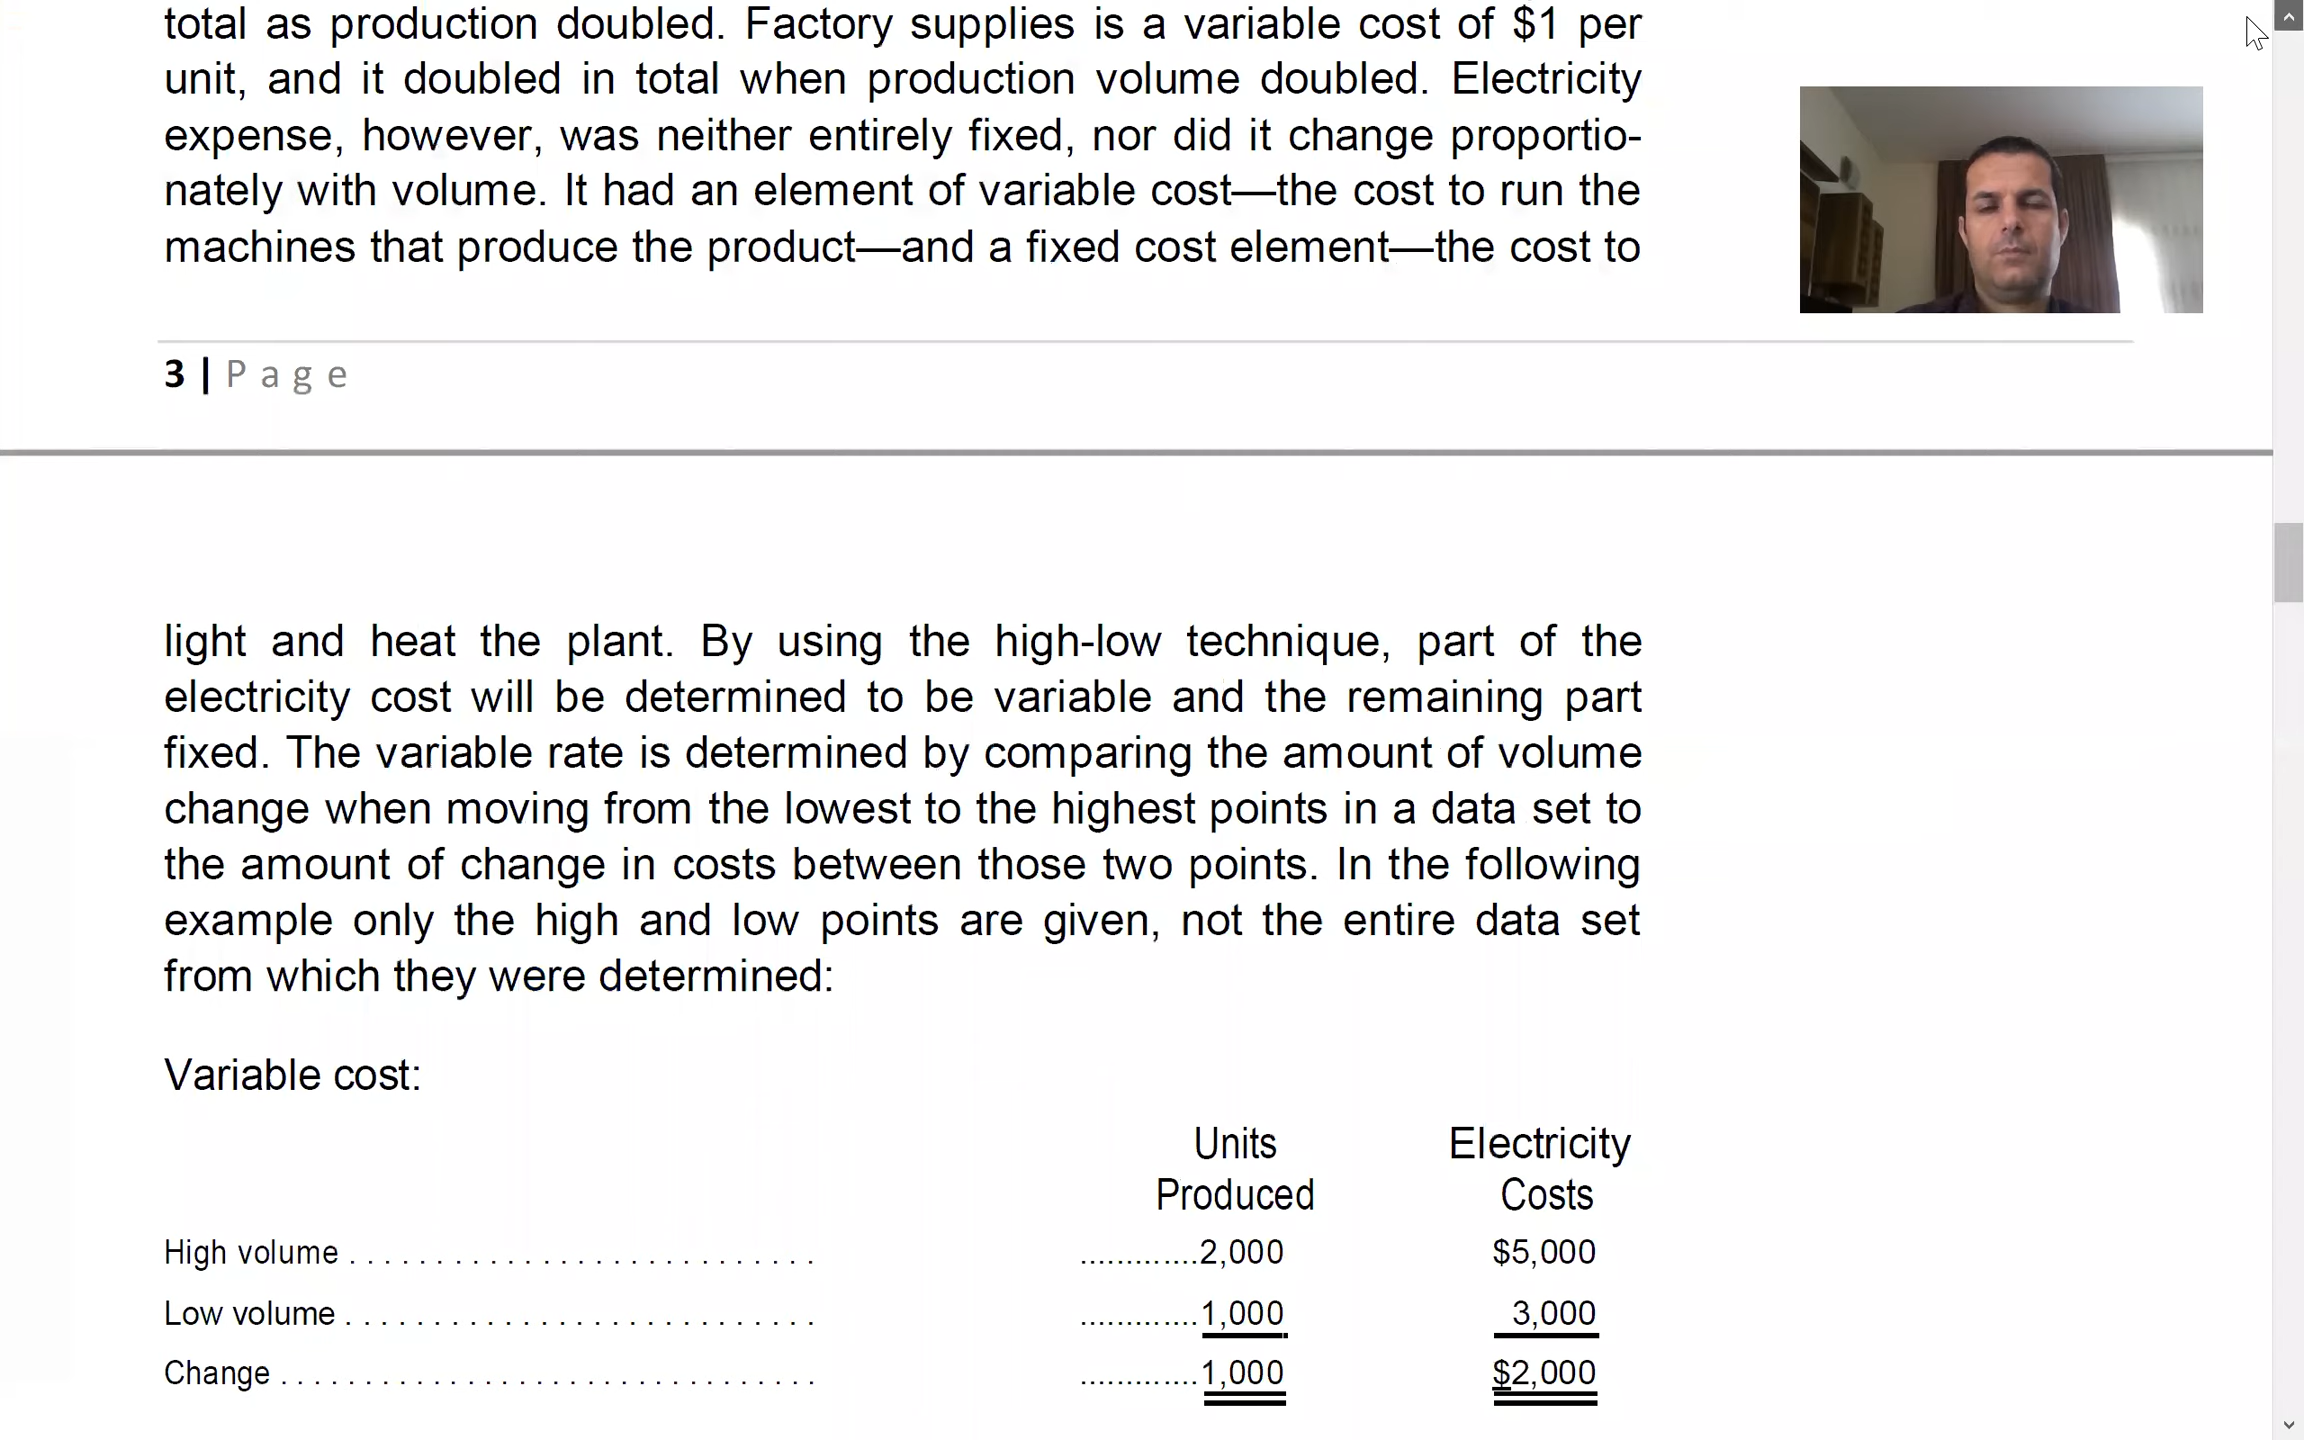 total as production doubled. Factory supplies is a variable cost of $1 per
unit, and it doubled in total when production volume doubled. Electricity
expense, however, was neither entirely fixed, nor did it change proportio-
nately with volume. It had an element of variable cost—the cost to run the
machines that produce the product—and a fixed cost element—the cost to
3 | P a g e
light and heat the plant. By using the high-low technique, part of the
electricity cost will be determined to be variable and the remaining part
fixed. The variable rate is determined by comparing the amount of volume
change when moving from the lowest to the highest points in a data set to
the amount of change in costs between those two points. In the following
example only the high and low points are given, not the entire data set
from which they were determined:
Variable cost:
Units Electricity
Produced Costs
High volume . . . . . . . . . . . . . . . . . . . . . . . . . . . .............2,000 $5,000
Low volume . . . . . . . . . . . . . . . . . . . . . . . . . . . .............1,000 3,000
Change . . . . . . . . . . . . . . . . . . . . . . . . . . . . . . . .............1,000 $2,000